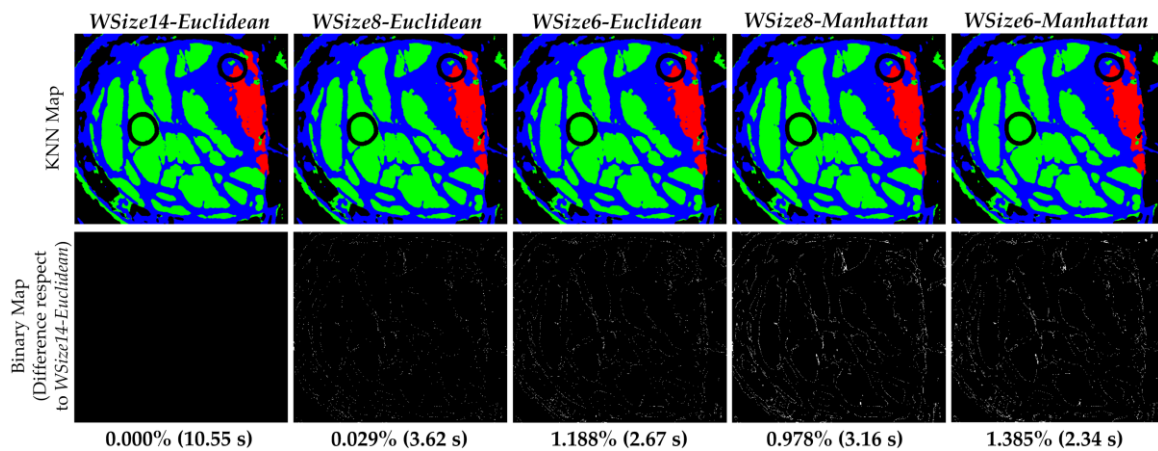 WSize14-Euclidean WSize8-Euclidean WSize6-Euclidean WSize8-Manhattan WSize6-Manhattan
KNN Map
Binary Map
(Difference respect
to WSize14-Euclidean)
0.000% (10.55 s) 0.029% (3.62 s) 1.188% (2.67 s) 0.978% (3.16 s) 1.385% (2.34 s)